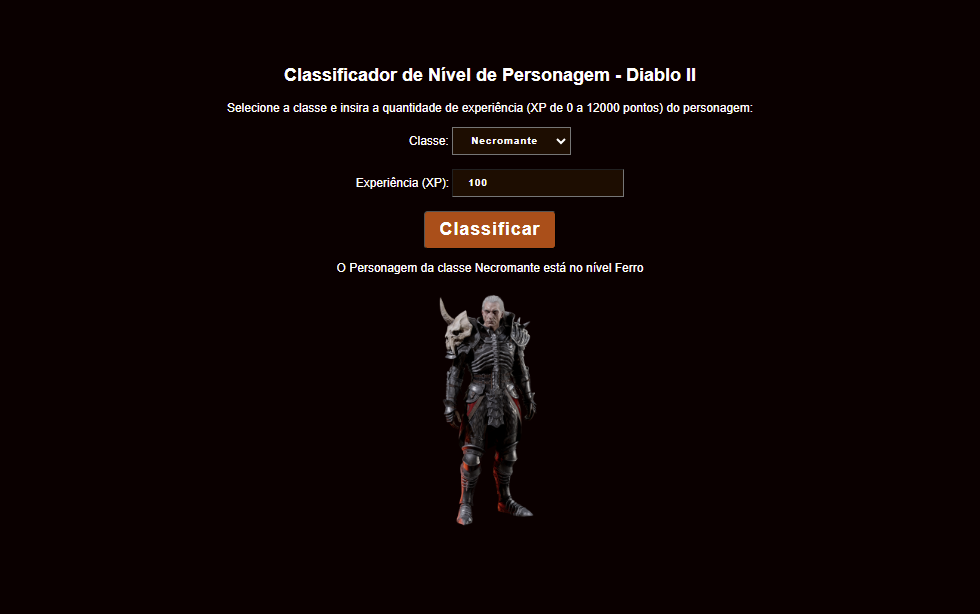 Classificador de Nível de Personagem - Diablo II
Selecione a classe e insira a quantidade de experiência (XP de 0 a 12000 pontos) do personagem:
Classe: Necromante
Experiência (XP): 100
Classificar
O Personagem da classe Necromante está no nível Ferro